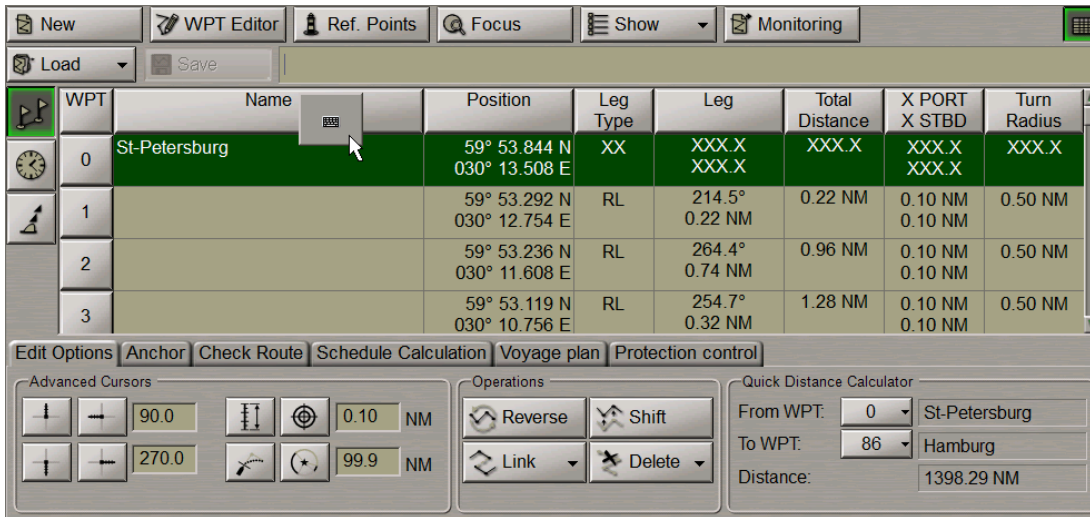 New WPT Editor Ref. Points Focus Show Monitoring
Load Save
WPT Name Position Leg Leg Total X PORT Turn
Type Distance X STBD Radius
0 St-Petersburg 59° 53.844 N XX XXX.X XXX.X XXX.X XXX.X
030° 13.508 E XXX.X XXX.X
1 59° 53.292 N RL 214.5° 0.22 NM 0.10 NM 0.50 NM
030° 12.754 E 0.22 NM 0.10 NM
2 59° 53.236 N RL 264.4° 0.96 NM 0.10 NM 0.50 NM
030° 11.608 E 0.74 NM 0.10 NM
3 59° 53.119 N RL 254.7° 1.28 NM 0.10 NM 0.50 NM
030° 10.756 E 0.32 NM 0.10 NM
Edit Options Anchor Check Route Schedule Calculation Voyage plan Protection control
Advanced Cursors Operations Quick Distance Calculator
90.0 0.10 NM Reverse Shift From WPT: 0 St-Petersburg
270.0 99.9 NM Link Delete To WPT: 86 Hamburg
Distance: 1398.29 NM